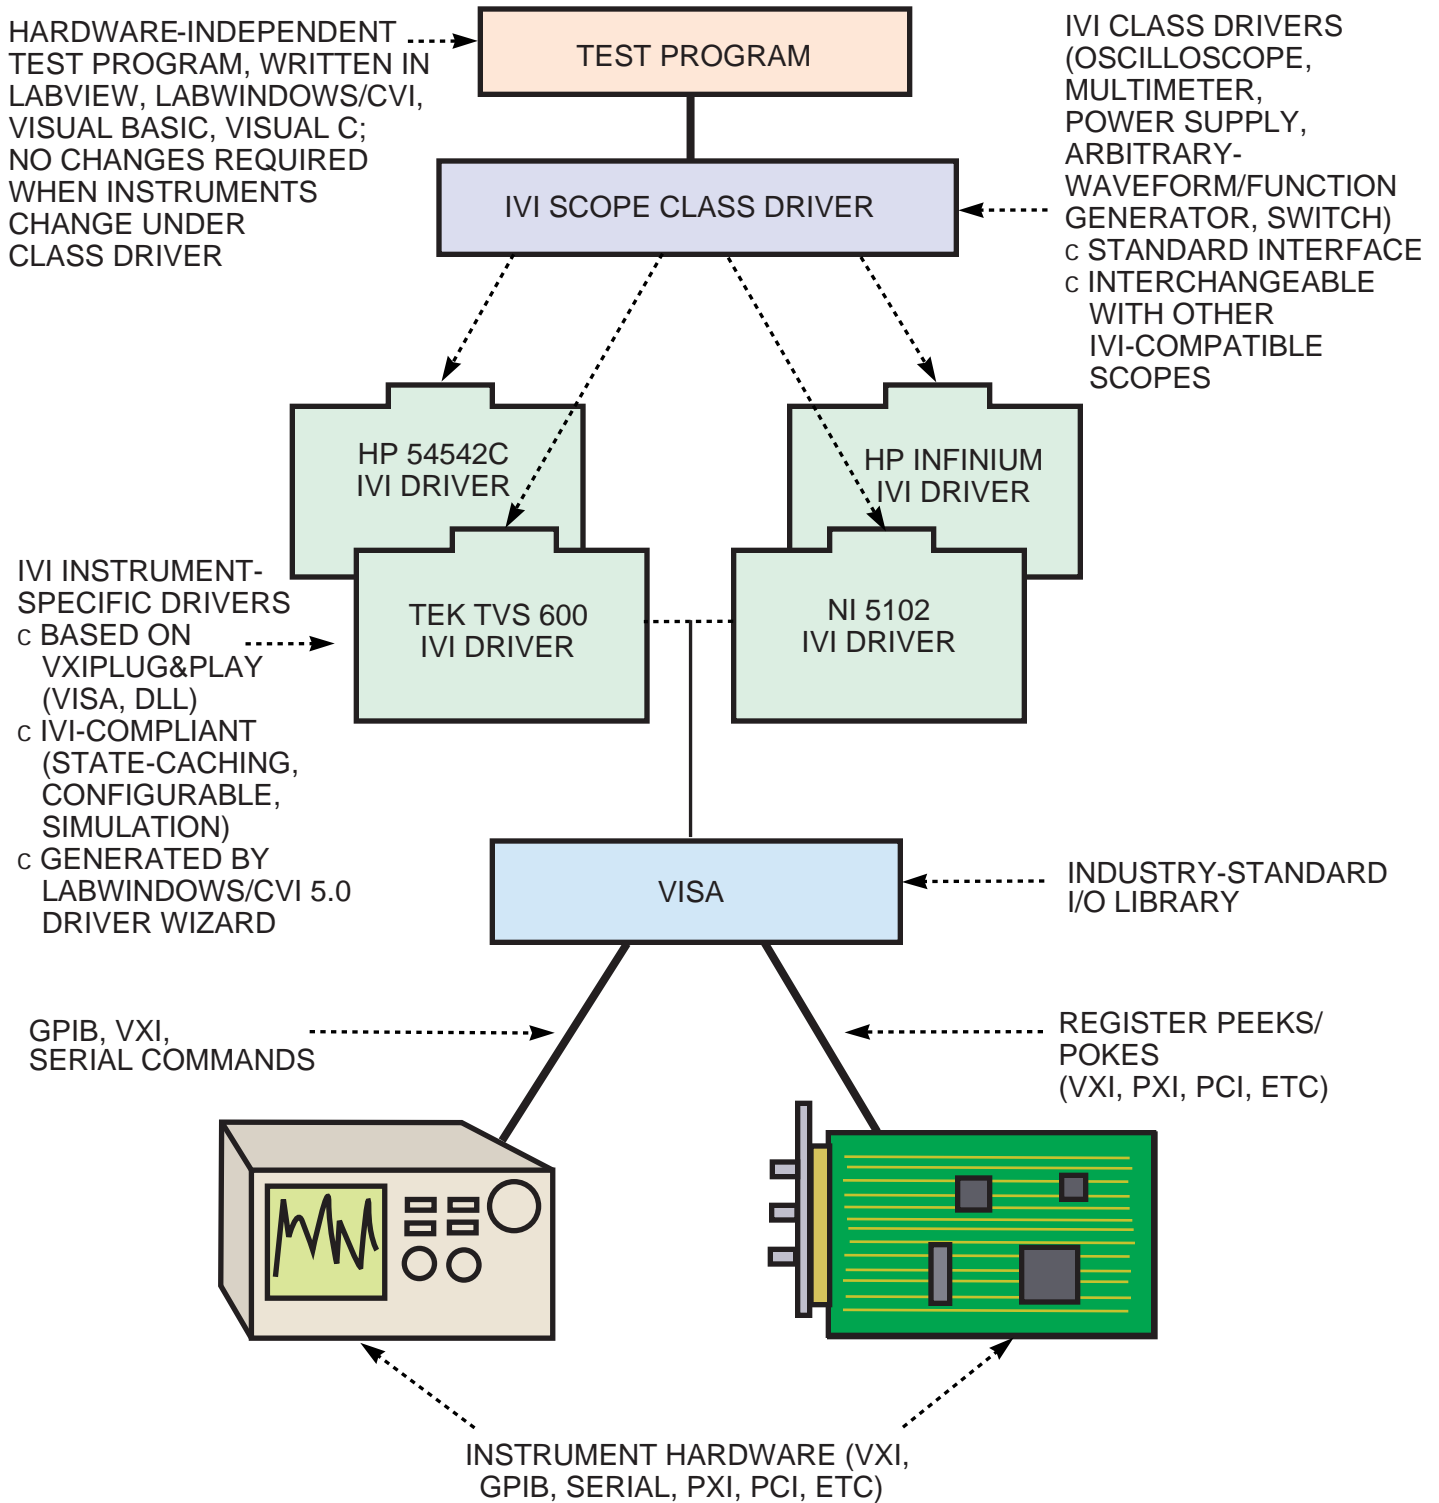 HARDWARE-INDEPENDENT
TEST PROGRAM, WRITTEN IN
LABVIEW, LABWINDOWS/CVI,
VISUAL BASIC, VISUAL C;
NO CHANGES REQUIRED
WHEN INSTRUMENTS
CHANGE UNDER
CLASS DRIVER
TEST PROGRAM
IVI SCOPE CLASS DRIVER
IVI CLASS DRIVERS
(OSCILLOSCOPE,
MULTIMETER,
POWER SUPPLY,
ARBITRARY-
WAVEFORM/FUNCTION
GENERATOR, SWITCH)
c STANDARD INTERFACE
c INTERCHANGEABLE
WITH OTHER
IVI-COMPATIBLE
SCOPES
HP 54542C
IVI DRIVER
HP INFINIUM
IVI DRIVER
TEK TVS 600
IVI DRIVER
NI 5102
IVI DRIVER
IVI INSTRUMENT-
SPECIFIC DRIVERS
c BASED ON
VXIPLUG&PLAY
(VISA, DLL)
c IVI-COMPLIANT
(STATE-CACHING,
CONFIGURABLE,
SIMULATION)
c GENERATED BY
LABWINDOWS/CVI 5.0
DRIVER WIZARD
VISA
INDUSTRY-STANDARD
I/O LIBRARY
GPIB, VXI,
SERIAL COMMANDS
REGISTER PEEKS/
POKES
(VXI, PXI, PCI, ETC)
INSTRUMENT HARDWARE (VXI,
GPIB, SERIAL, PXI, PCI, ETC)